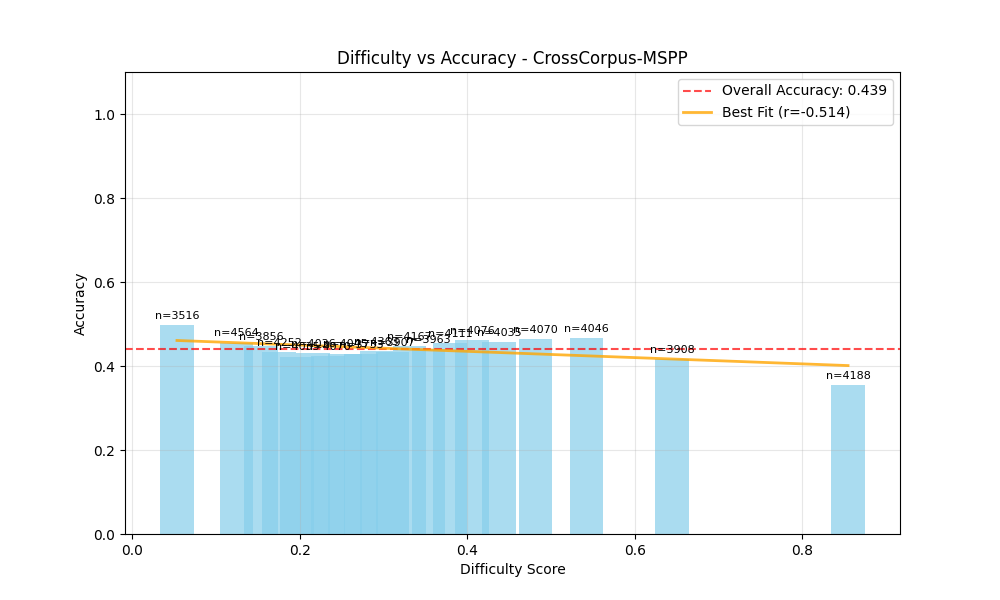 Difficulty vs Accuracy - CrossCorpus-MSPP
Overall Accuracy: 0.439
Best Fit (r=-0.514)
Accuracy
1.0
0.8
0.6
0.4
0.2
0.0
n=3516
n=4564
n=3856
n=4252
n=3963
n=4111
n=4076
n=4035
n=4070
n=4046
n=3908
n=4188
0.0 0.2 0.4 0.6 0.8
Difficulty Score